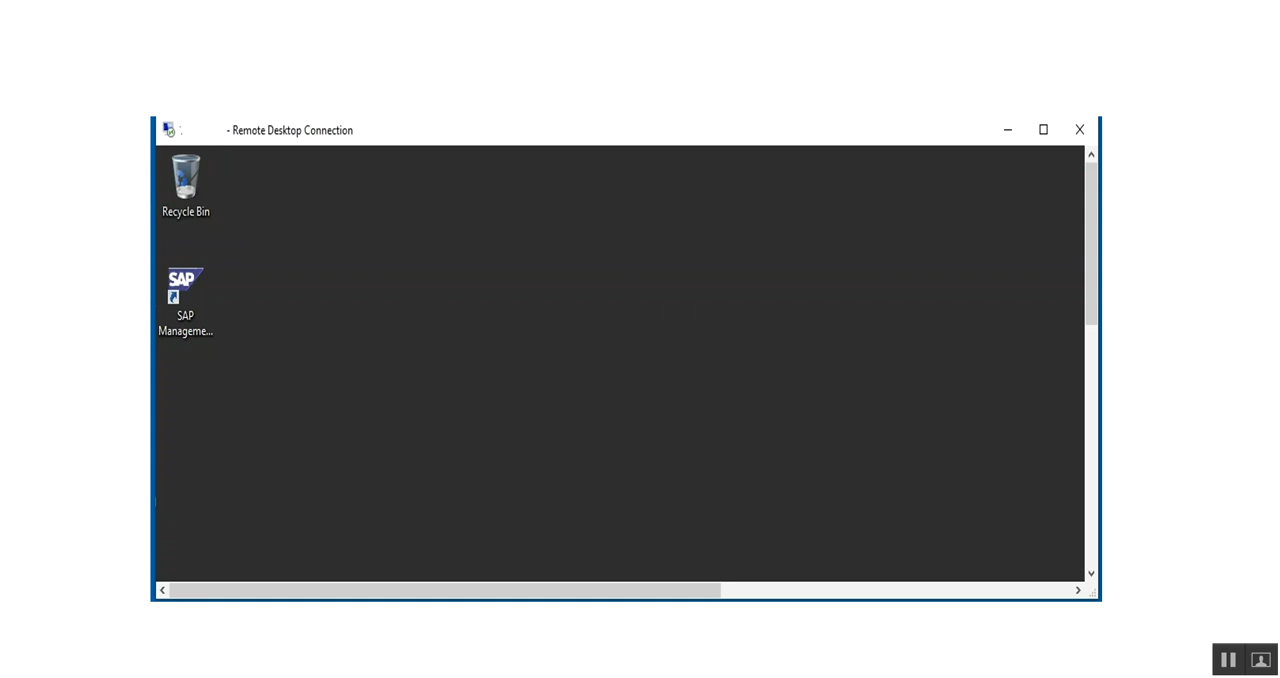 - Remote Desktop Connection
Recycle Bin
SAP
SAP
Manageme...